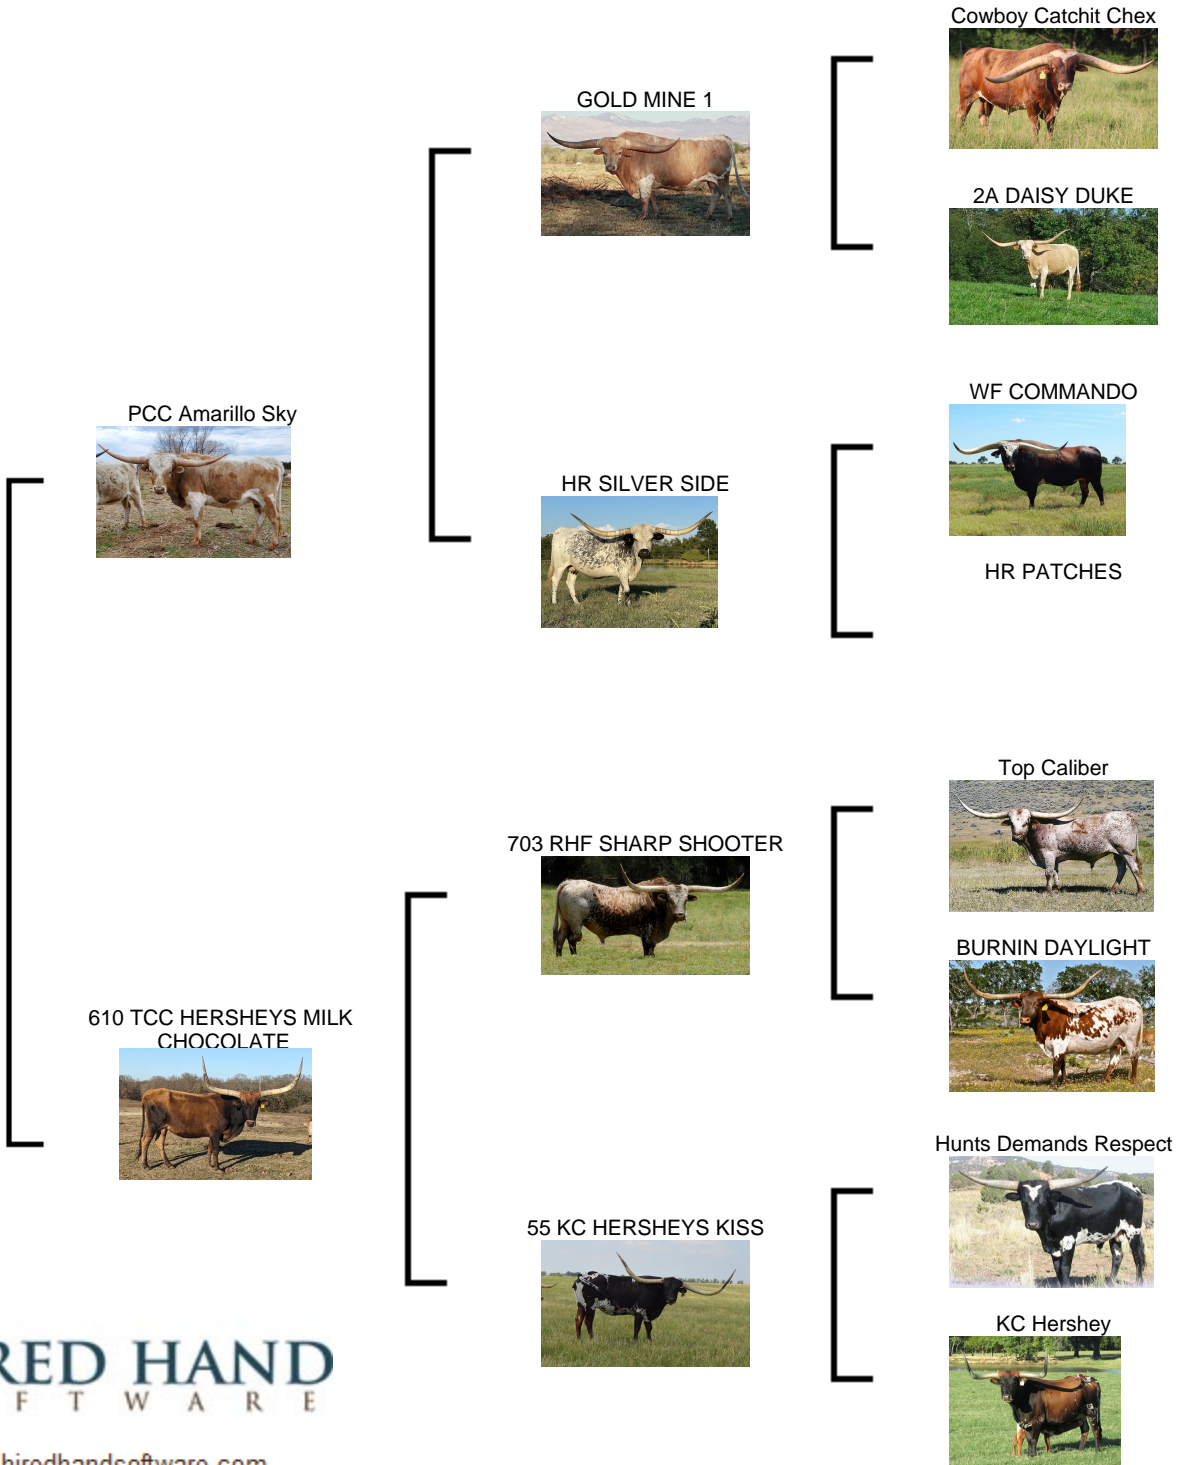 Cowboy Catchit Chex
GOLD MINE 1
2A DAISY DUKE
WF COMMANDO
PCC Amarillo Sky
HR SILVER SIDE
HR PATCHES
Top Caliber
703 RHF SHARP SHOOTER
BURNIN DAYLIGHT
610 TCC HERSHEYS MILK
CHOCOLATE
Hunts Demands Respect
55 KC HERSHEYS KISS
KC Hershey
RED HAND
F T W A R E
hiredhandsoftware.com